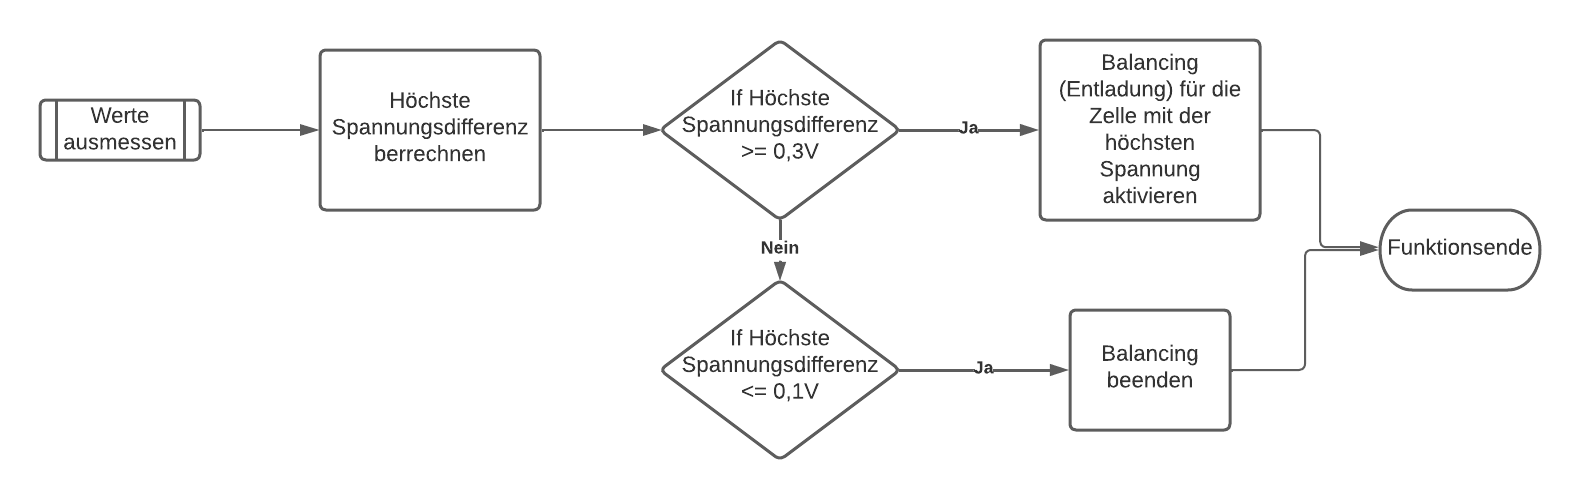 Werte
ausmessen
Höchste
Spannungsdifferenz
berrechnen
If Höchste
Spannungsdifferenz
>= 0,3V
Ja
Balancing
(Entladung) für die
Zelle mit der
höchsten
Spannung
aktivieren
Nein
Funktionsende
If Höchste
Spannungsdifferenz
<= 0,1V
Ja
Balancing
beenden